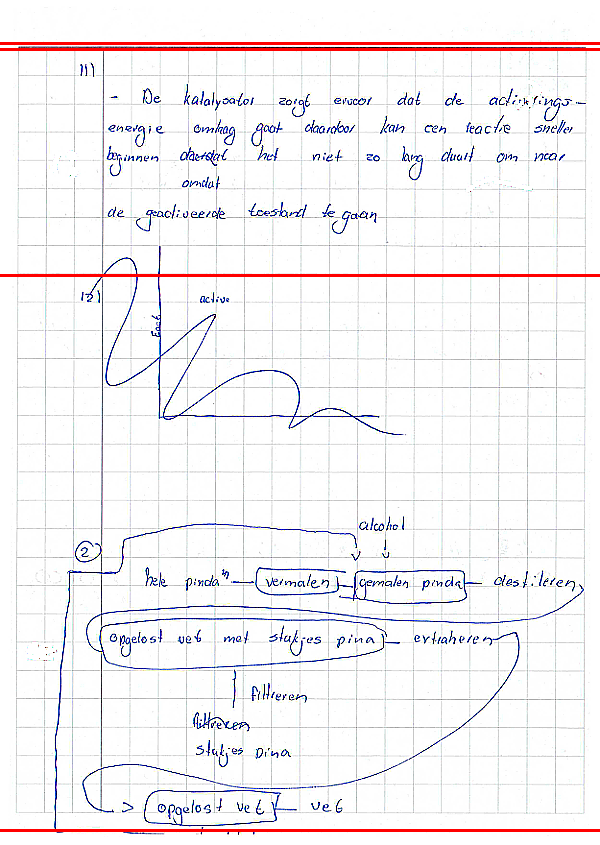 11)
- De katalysator zorgt ervoor dat de activerings-
energie omlaag gaat daardoor kan een reactie sneller
beginnen doordat het niet zo lang duurt om naar
omdat
de geactiveerde toestand te gaan
12)
active
2
alcohol
hele pinda's — vermalen — gemalen pinda — destileren
opgelost vet met stukjes pina — extraheren
filtreren
filtreren
stukjes pina
> opgelost vet — vet